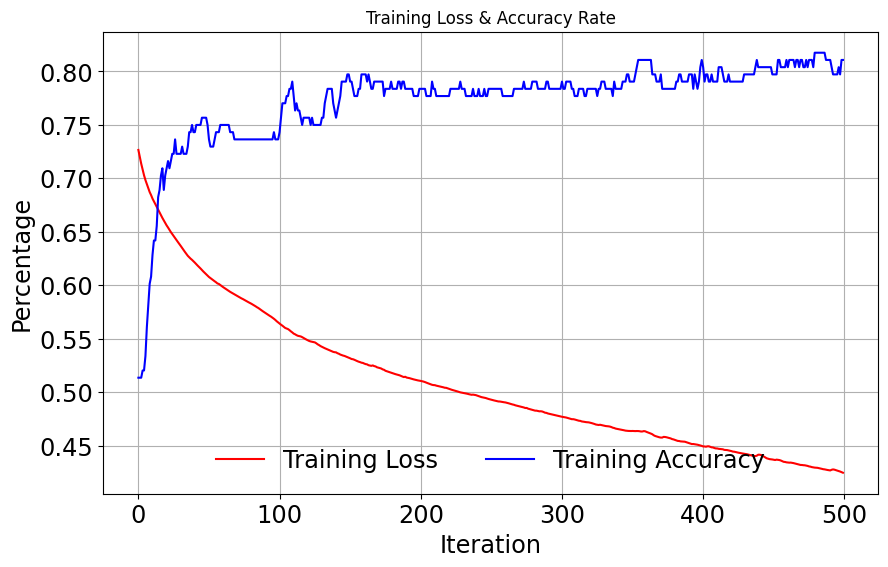 Training Loss & Accuracy Rate
0.80
0.75
0.70
0.65
0.60
0.55
0.50
0.45
Percentage
Training Loss
Training Accuracy
0 100 200 300 400 500
Iteration